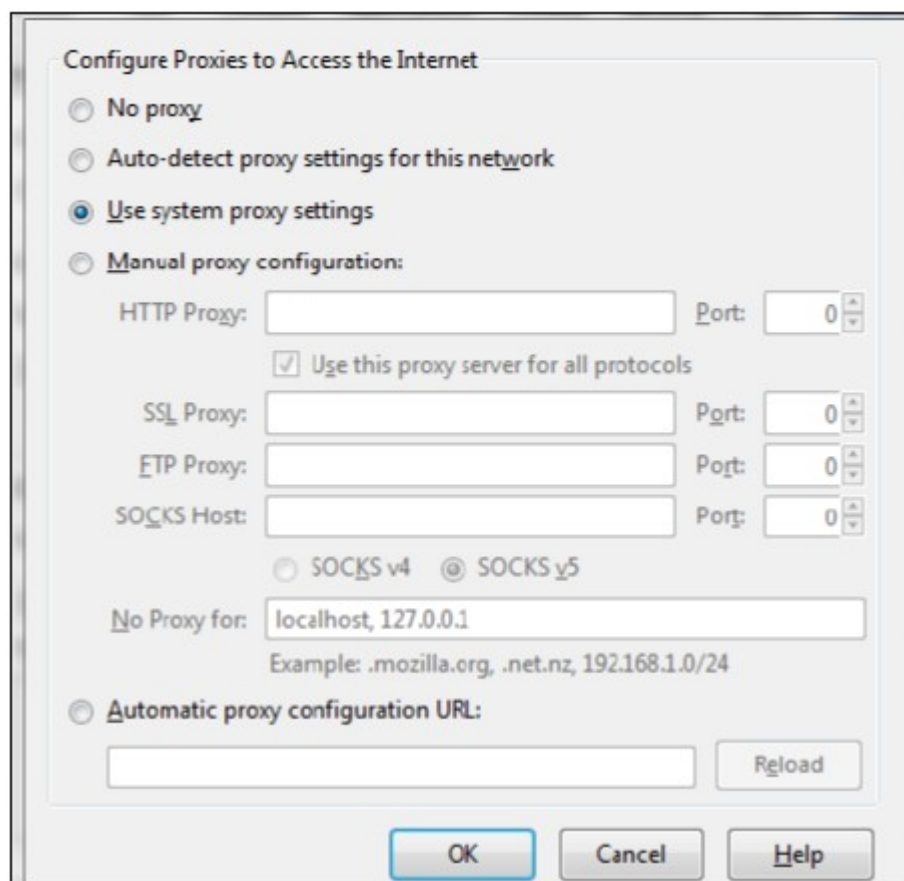 Configure Proxies to Access the Internet
No proxy
Auto-detect proxy settings for this network
Use system proxy settings
Manual proxy configuration:
HTTP Proxy: Port: 0
Use this proxy server for all protocols
SSL Proxy: Port: 0
FTP Proxy: Port: 0
SOCKS Host: Port: 0
SOCKS v4 SOCKS v5
No Proxy for: localhost, 127.0.0.1
Example: .mozilla.org, .net.nz, 192.168.1.0/24
Automatic proxy configuration URL:
Reload
OK Cancel Help